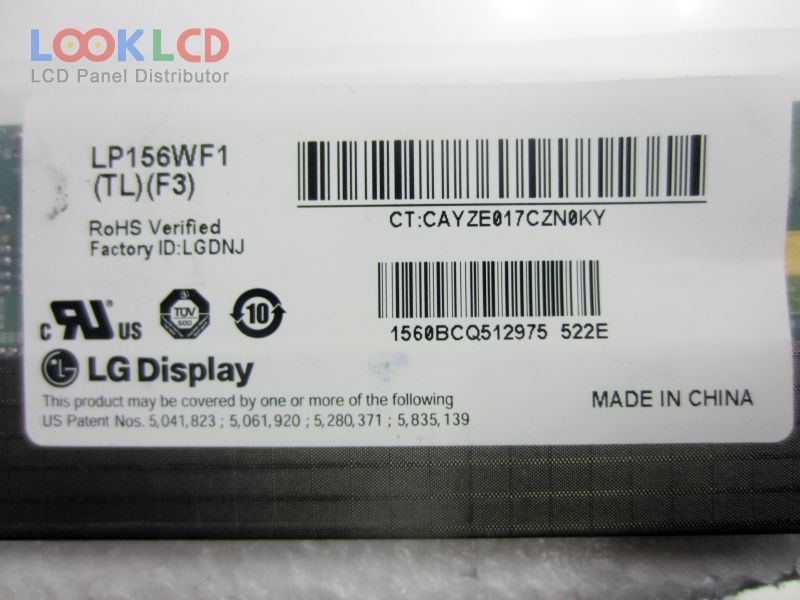 LOOKLCD
LCD Panel Distributor
LP156WF1
(TL)(F3)
RoHS Verified
Factory ID:LGDNJ
CT:CAYZE017CZN0KY
1560BCQ512975 522E
c RU US
TÜV
10
LG Display
MADE IN CHINA
This product may be covered by one or more of the following
US Patent Nos. 5,041,823 ; 5,061,920 ; 5,280,371 ; 5,835,139